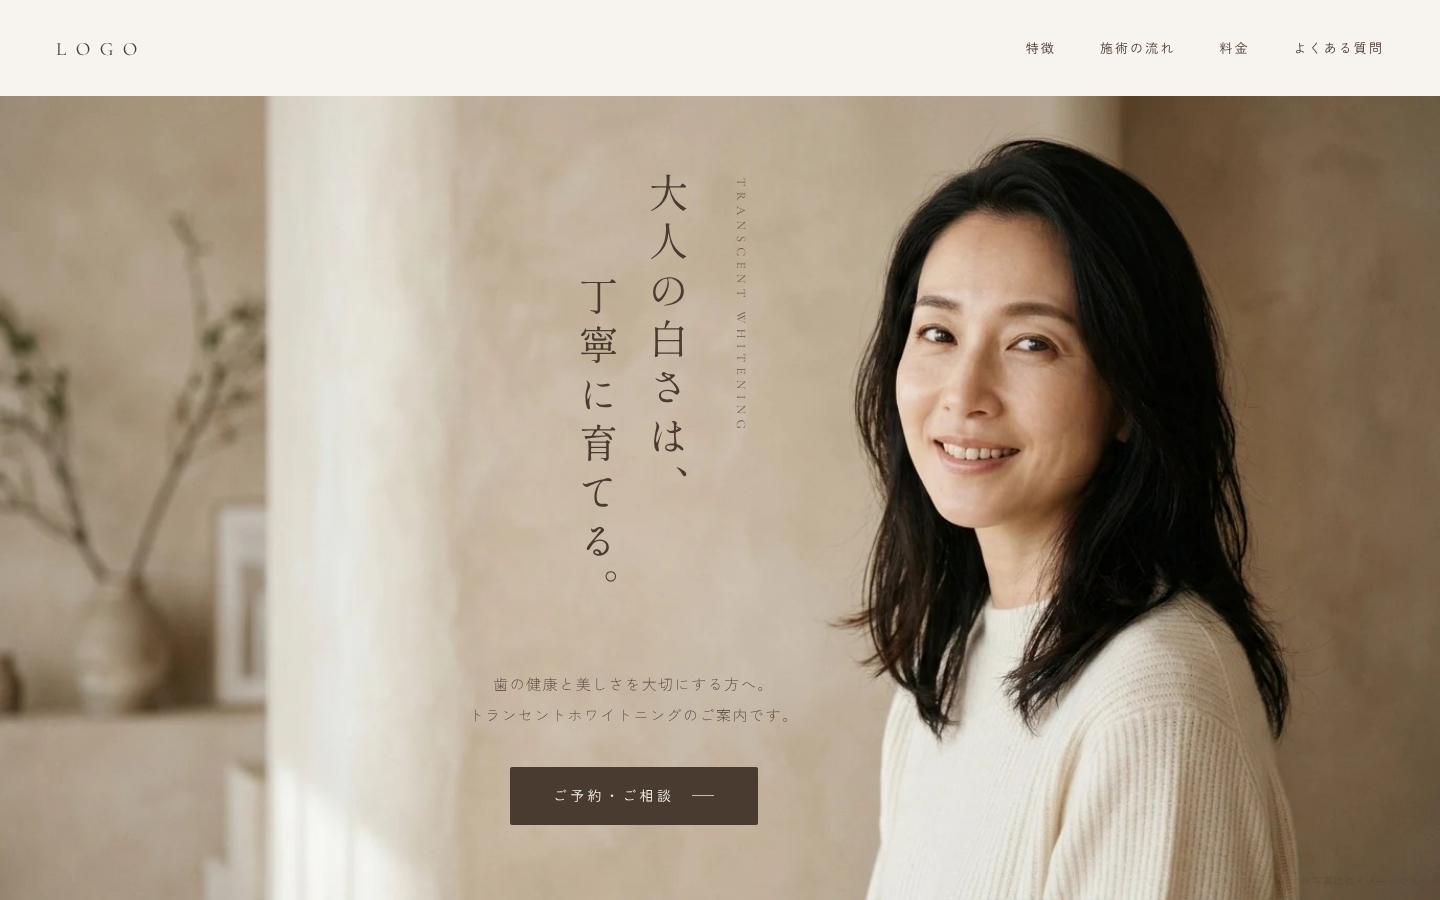 LOGO
特徴
施術の流れ
料金
よくある質問
TRANSCENT WHITENING
大人の白さは、
丁寧に育てる。
歯の健康と美しさを大切にする方へ。
トランセントホワイトニングのご案内です。
ご予約・ご相談